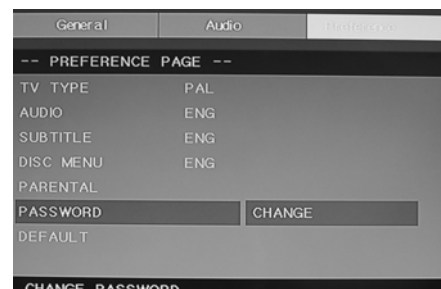 General Audio Preference
-- PREFERENCE PAGE --
TV TYPE PAL
AUDIO ENG
SUBTITLE ENG
DISC MENU ENG
PARENTAL
PASSWORD CHANGE
DEFAULT
CHANGE PASSWORD